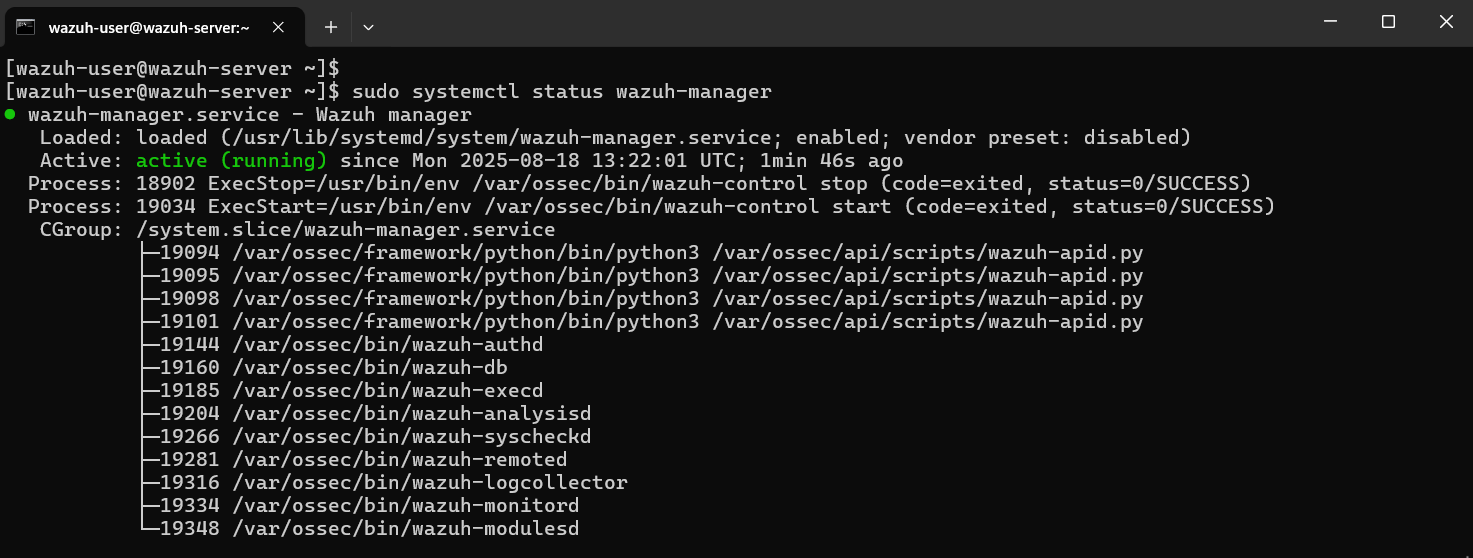 wazuh-user@wazuh-server:~
[wazuh-user@wazuh-server ~]$
[wazuh-user@wazuh-server ~]$ sudo systemctl status wazuh-manager
● wazuh-manager.service - Wazuh manager
   Loaded: loaded (/usr/lib/systemd/system/wazuh-manager.service; enabled; vendor preset: disabled)
   Active: active (running) since Mon 2025-08-18 13:22:01 UTC; 1min 46s ago
  Process: 18902 ExecStop=/usr/bin/env /var/ossec/bin/wazuh-control stop (code=exited, status=0/SUCCESS)
  Process: 19034 ExecStart=/usr/bin/env /var/ossec/bin/wazuh-control start (code=exited, status=0/SUCCESS)
   CGroup: /system.slice/wazuh-manager.service
           ├─19094 /var/ossec/framework/python/bin/python3 /var/ossec/api/scripts/wazuh-apid.py
           ├─19095 /var/ossec/framework/python/bin/python3 /var/ossec/api/scripts/wazuh-apid.py
           ├─19098 /var/ossec/framework/python/bin/python3 /var/ossec/api/scripts/wazuh-apid.py
           ├─19101 /var/ossec/framework/python/bin/python3 /var/ossec/api/scripts/wazuh-apid.py
           ├─19144 /var/ossec/bin/wazuh-authd
           ├─19160 /var/ossec/bin/wazuh-db
           ├─19185 /var/ossec/bin/wazuh-execd
           ├─19204 /var/ossec/bin/wazuh-analysisd
           ├─19266 /var/ossec/bin/wazuh-syscheckd
           ├─19281 /var/ossec/bin/wazuh-remoted
           ├─19316 /var/ossec/bin/wazuh-logcollector
           ├─19334 /var/ossec/bin/wazuh-monitord
           └─19348 /var/ossec/bin/wazuh-modulesd